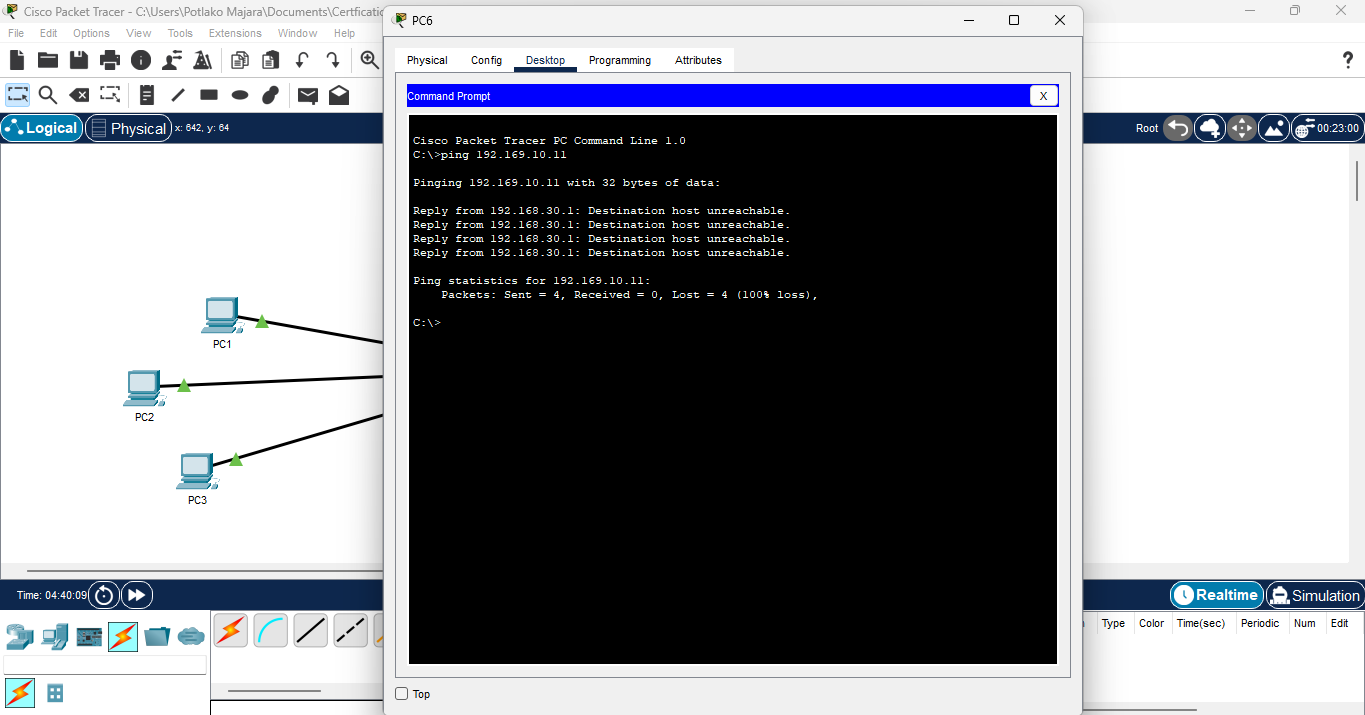 Cisco Packet Tracer - C:\Users\Potlako Majara\Documents\Certficatio
File Edit Options View Tools Extensions Window Help
Logical Physical x: 642, y: 64
Root 00:23:00
PC1
PC2
PC3
PC6
Physical Config Desktop Programming Attributes
Command Prompt X
Cisco Packet Tracer PC Command Line 1.0
C:\>ping 192.169.10.11
Pinging 192.169.10.11 with 32 bytes of data:
Reply from 192.168.30.1: Destination host unreachable.
Reply from 192.168.30.1: Destination host unreachable.
Reply from 192.168.30.1: Destination host unreachable.
Reply from 192.168.30.1: Destination host unreachable.
Ping statistics for 192.169.10.11:
Packets: Sent = 4, Received = 0, Lost = 4 (100% loss),
C:\>
Top
Time: 04:40:09
Realtime Simulation
Type Color Time(sec) Periodic Num Edit